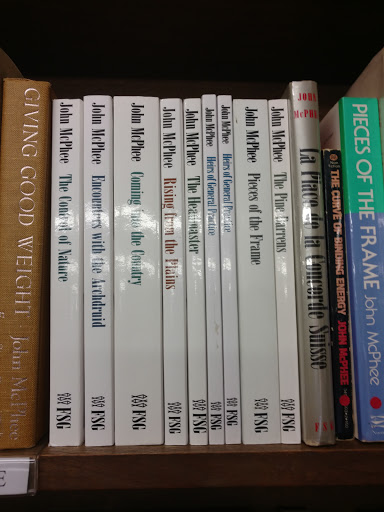 GIVING GOOD WEIGHT John McPhee
John McPhee The Control of Nature FSG
John McPhee Encounters with the Archdruid FSG
John McPhee Coming into the Country FSG
John McPhee Rising from the Plains FSG
John McPhee The Headmaster FSG
John McPhee Heirs of General Practice FSG
John McPhee Heirs of General Practice FSG
John McPhee Pieces of the Frame FSG
John McPhee The Pine Barrens FSG
JOHN McPHEE La Place de la Concorde Suisse FSG
THE CURVE OF BINDING ENERGY JOHN McPHEE
PIECES OF THE FRAME John McPhee
E